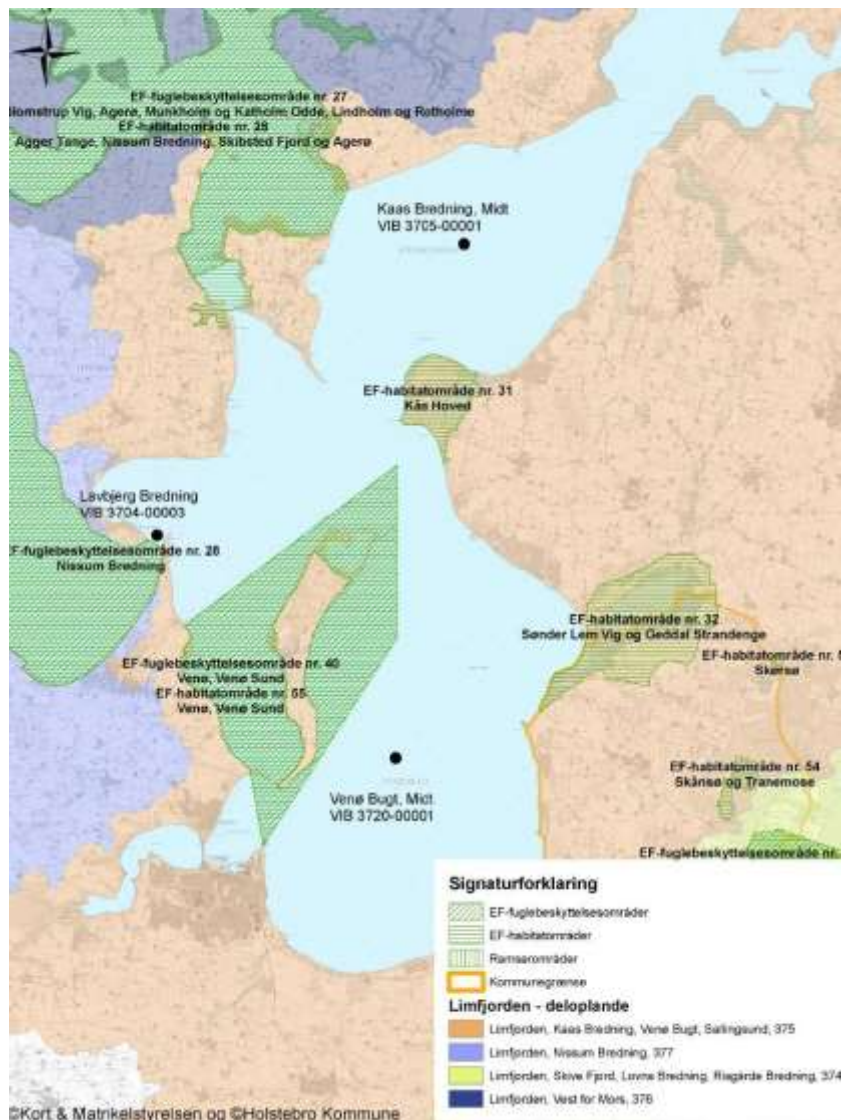 EF-fuglebeskyttelsesområde nr. 27
Vig, Agerø, Munkholm og Katholm Odde, Lindholm og Rotholme
EF-habitatområde nr. 28
Agger Tange, Nissum Bredning, Skibsted Fjord og Agerø
Kaas Bredning, Midt
VIB 3705-00001
EF-habitatområde nr. 31
Kås Hoved
Lavbjerg Bredning
VIB 3704-00003
EF-fuglebeskyttelsesområde nr. 28
Nissum Bredning
EF-habitatområde nr. 32
Sønder Lem Vig og Geddal Strandenge
EF-habitatområde nr. 5
Skørsø
EF-fuglebeskyttelsesområde nr. 40
Venø, Venø Sund
EF-habitatområde nr. 55
Venø, Venø Sund
EF-habitatområde nr. 54
Skånsø og Tranemose
Venø Bugt, Midt
VIB 3720-00001
EF-fuglebeskyttelsesområde nr.
Signaturforklaring
EF-fuglebeskyttelsesområder
EF-habitatområder
Ramsarområder
Kommunegrænse
Limfjorden - deloplande
Limfjorden, Kaas Bredning, Venø Bugt, Sallingsund, 375
Limfjorden, Nissum Bredning, 377
Limfjorden, Skive Fjord, Lovns Bredning, Risgårde Bredning, 374
Limfjorden, Vest for Mors, 376
©Kort & Matrikelstyrelsen og ©Holstebro Kommune